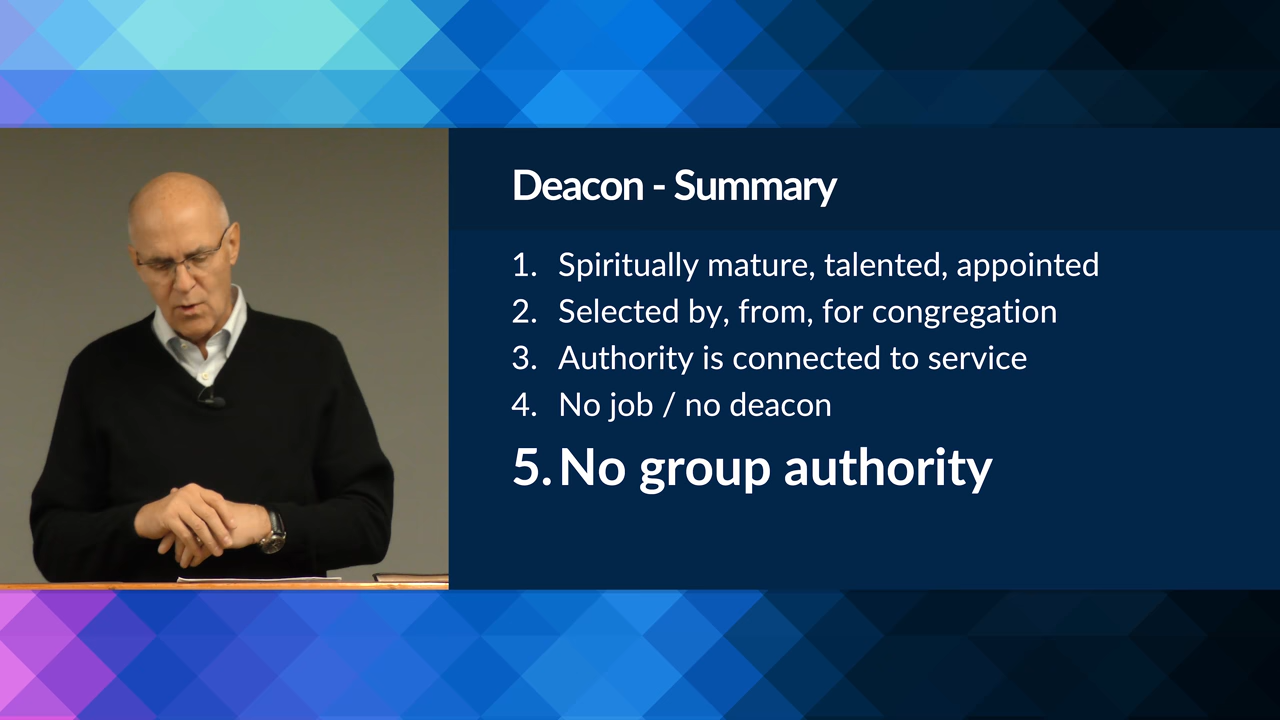 Deacon - Summary
1. Spiritually mature, talented, appointed
2. Selected by, from, for congregation
3. Authority is connected to service
4. No job / no deacon
5. No group authority